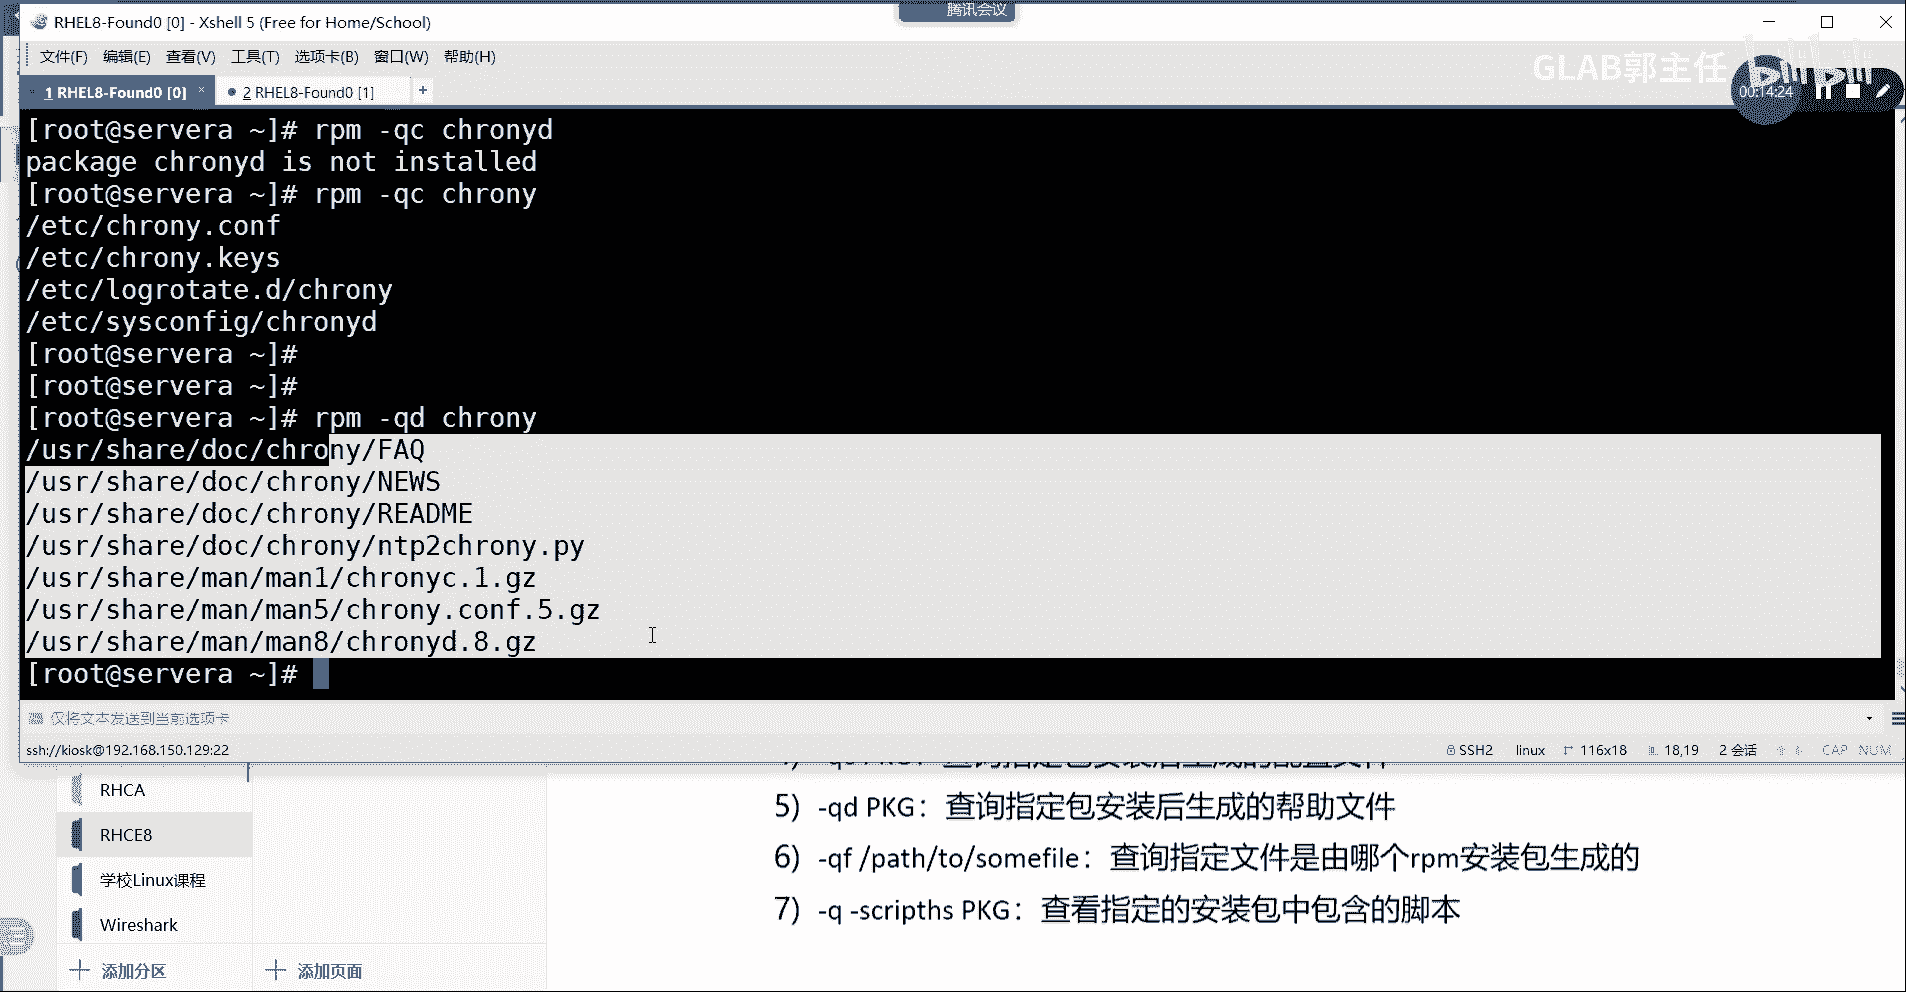 腾讯会议
RHEL8-Found0 [0] - Xshell 5 (Free for Home/School)
文件(F) 编辑(E) 查看(V) 工具(T) 选项卡(B) 窗口(W) 帮助(H)
GLAB郭主任
bilibili
1 RHEL8-Found0 [0] × 2 RHEL8-Found0 [1] +
00:14:24
[root@servera ~]# rpm -qc chronyd
package chronyd is not installed
[root@servera ~]# rpm -qc chrony
/etc/chrony.conf
/etc/chrony.keys
/etc/logrotate.d/chrony
/etc/sysconfig/chronyd
[root@servera ~]#
[root@servera ~]#
[root@servera ~]# rpm -qd chrony
/usr/share/doc/chrony/FAQ
/usr/share/doc/chrony/NEWS
/usr/share/doc/chrony/README
/usr/share/doc/chrony/ntp2chrony.py
/usr/share/man/man1/chronyc.1.gz
/usr/share/man/man5/chrony.conf.5.gz
/usr/share/man/man8/chronyd.8.gz
[root@servera ~]#
仅将文本发送到当前选项卡
ssh://kiosk@192.168.150.129:22 SSH2 linux 116x18 18,19 2 会话 CAP NUM
RHCA
RHCE8
学校Linux课程
Wireshark
添加分区 添加页面
5) -qd PKG：查询指定包安装后生成的帮助文件
6) -qf /path/to/somefile：查询指定文件是由哪个rpm安装包生成的
7) -q -scripths PKG：查看指定的安装包中包含的脚本